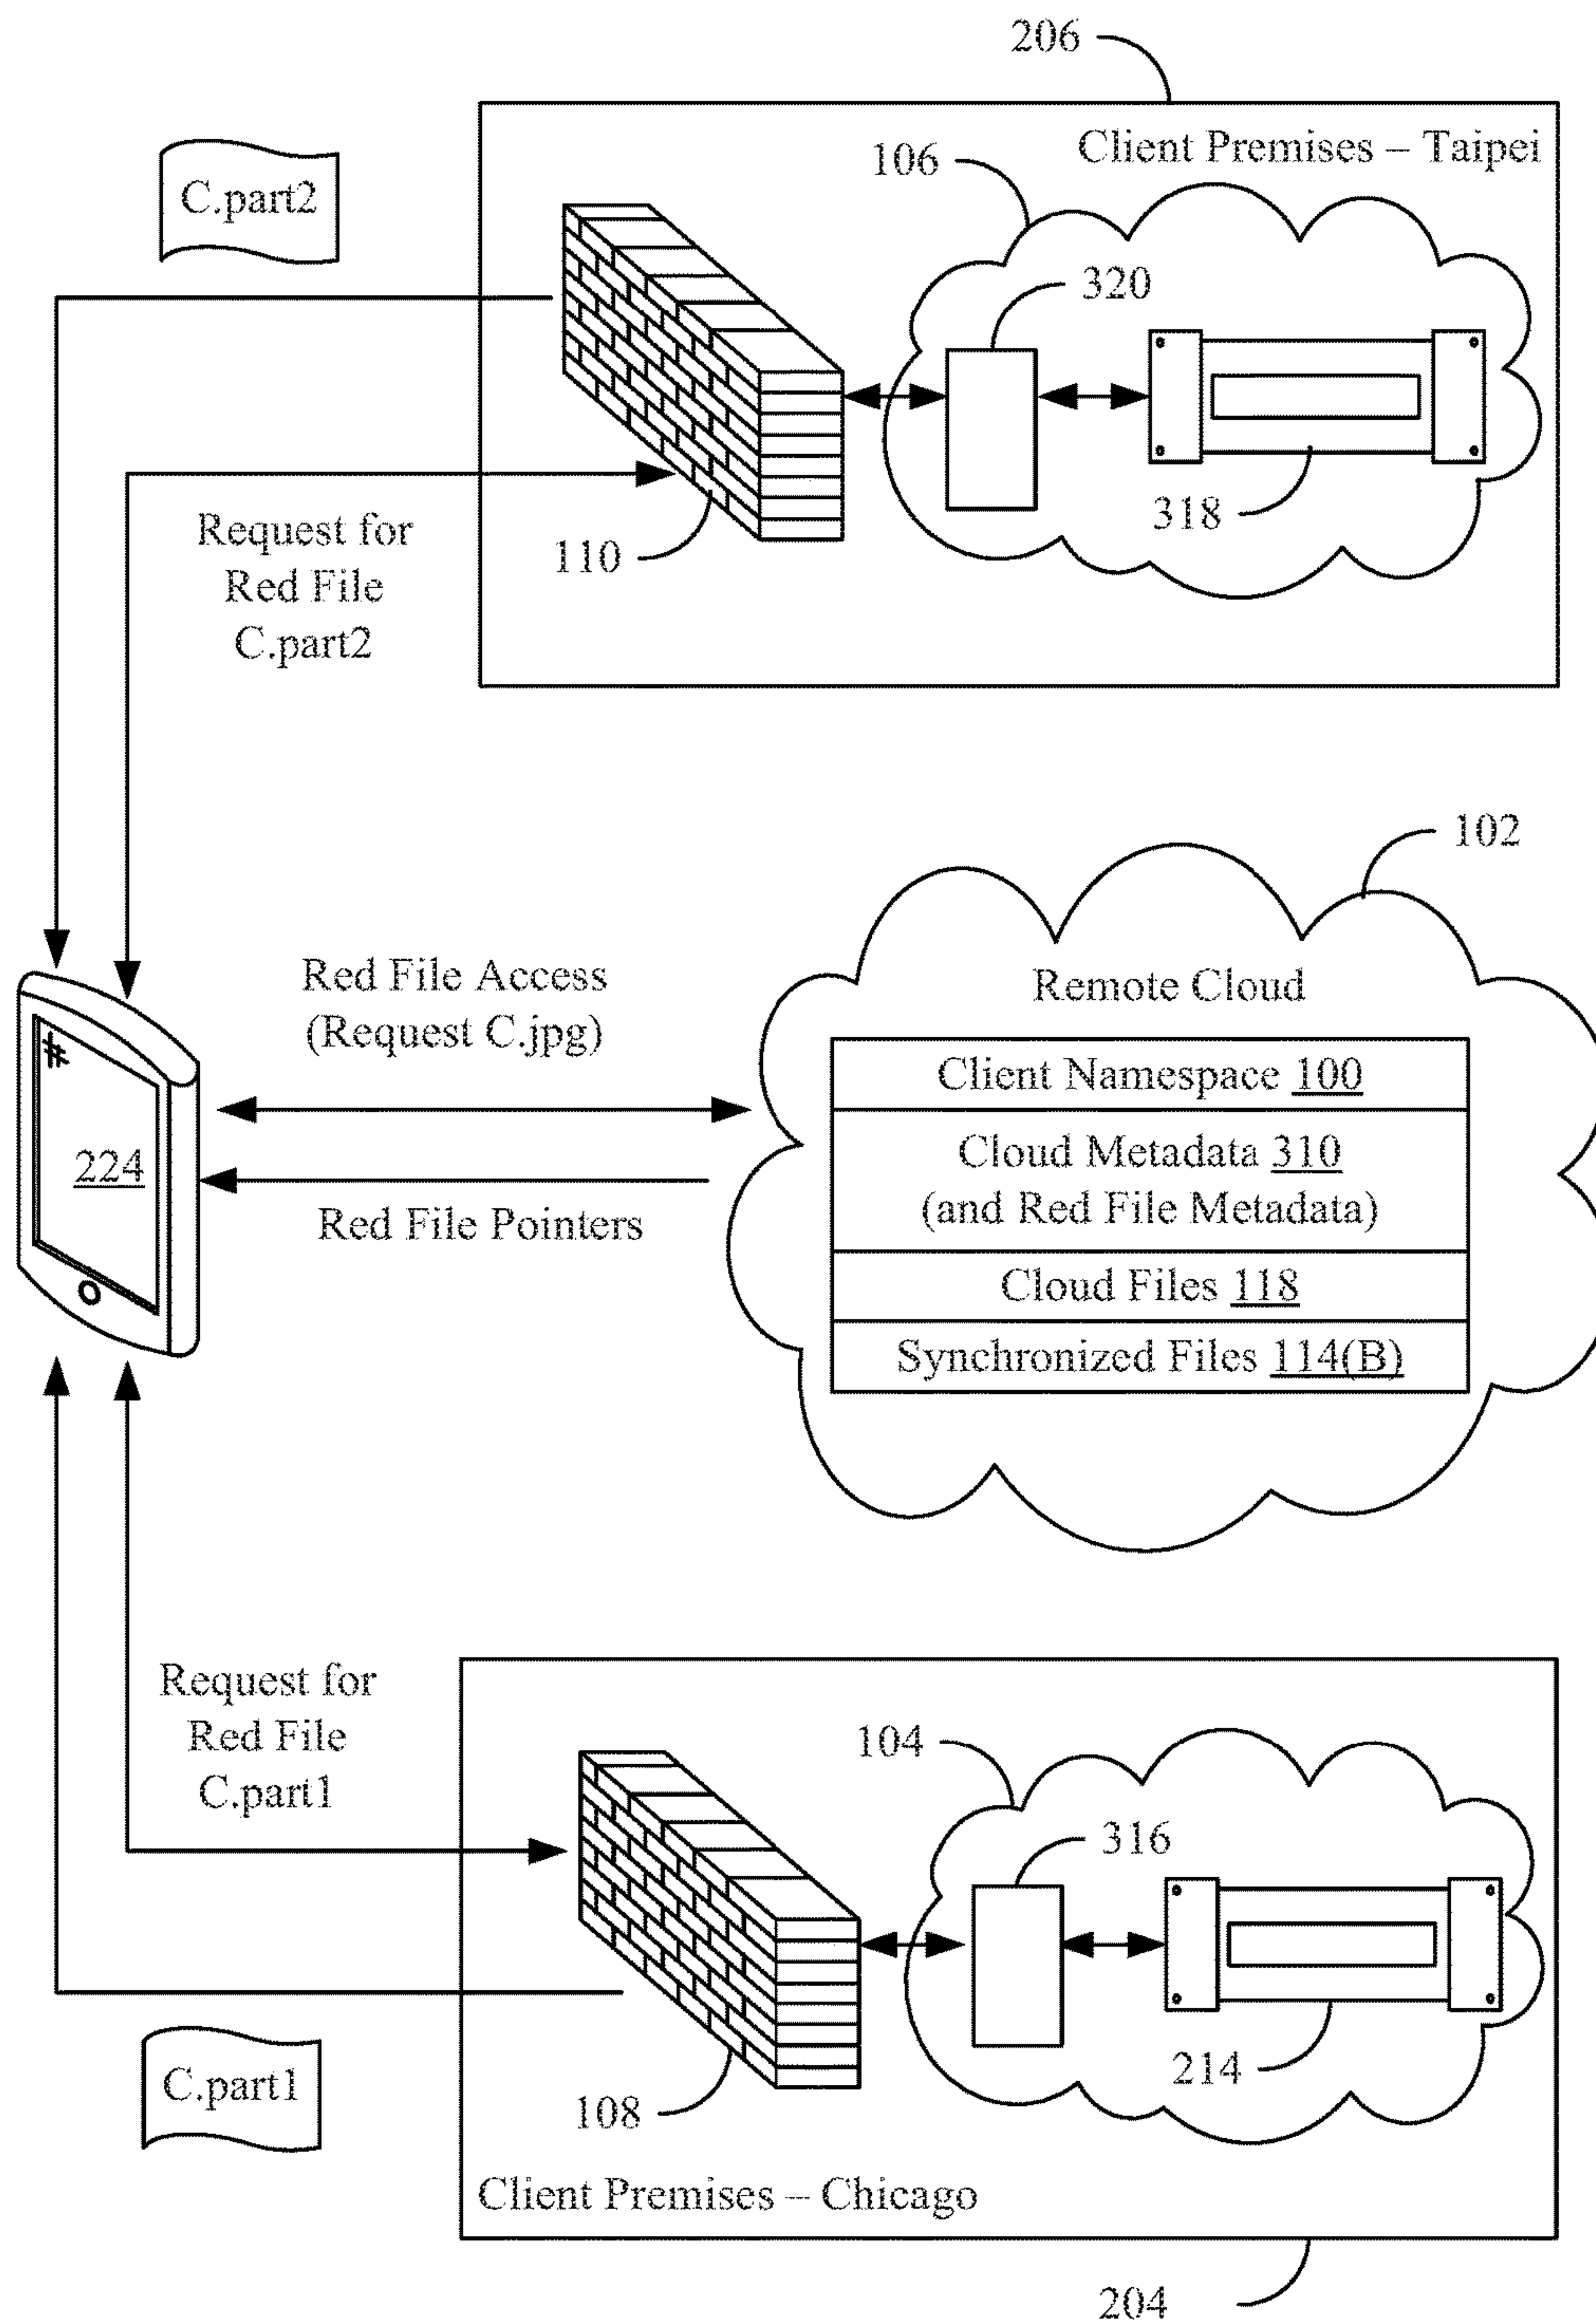 206
Client Premises – Taipei
106
C.part2
320
318
110
Request for
Red File
C.part2
102
Remote Cloud
Red File Access
(Request C.jpg)
Client Namespace 100
Cloud Metadata 310
(and Red File Metadata)
224
Red File Pointers
Cloud Files 118
Synchronized Files 114(B)
Request for
Red File
C.part1
104
316
214
C.part1
108
Client Premises – Chicago
204